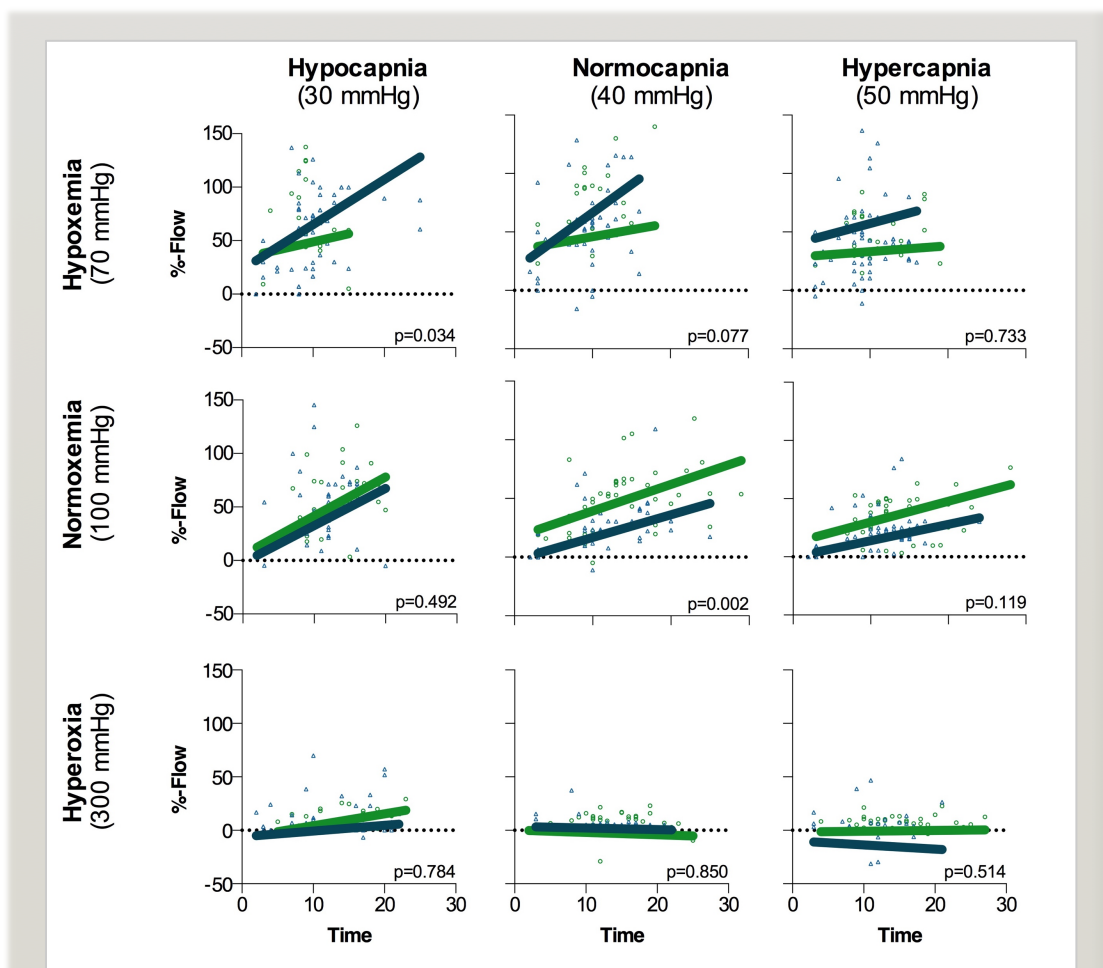 Hypocapnia
(30 mmHg)
Normocapnia
(40 mmHg)
Hypercapnia
(50 mmHg)
Hypoxemia
(70 mmHg)
%-Flow
150
100
50
0
-50
p=0.034
p=0.077
p=0.733
Normoxemia
(100 mmHg)
%-Flow
150
100
50
0
-50
p=0.492
p=0.002
p=0.119
Hyperoxia
(300 mmHg)
%-Flow
150
100
50
0
-50
p=0.784
p=0.850
p=0.514
0 10 20 30
0 10 20 30
0 10 20 30
Time
Time
Time